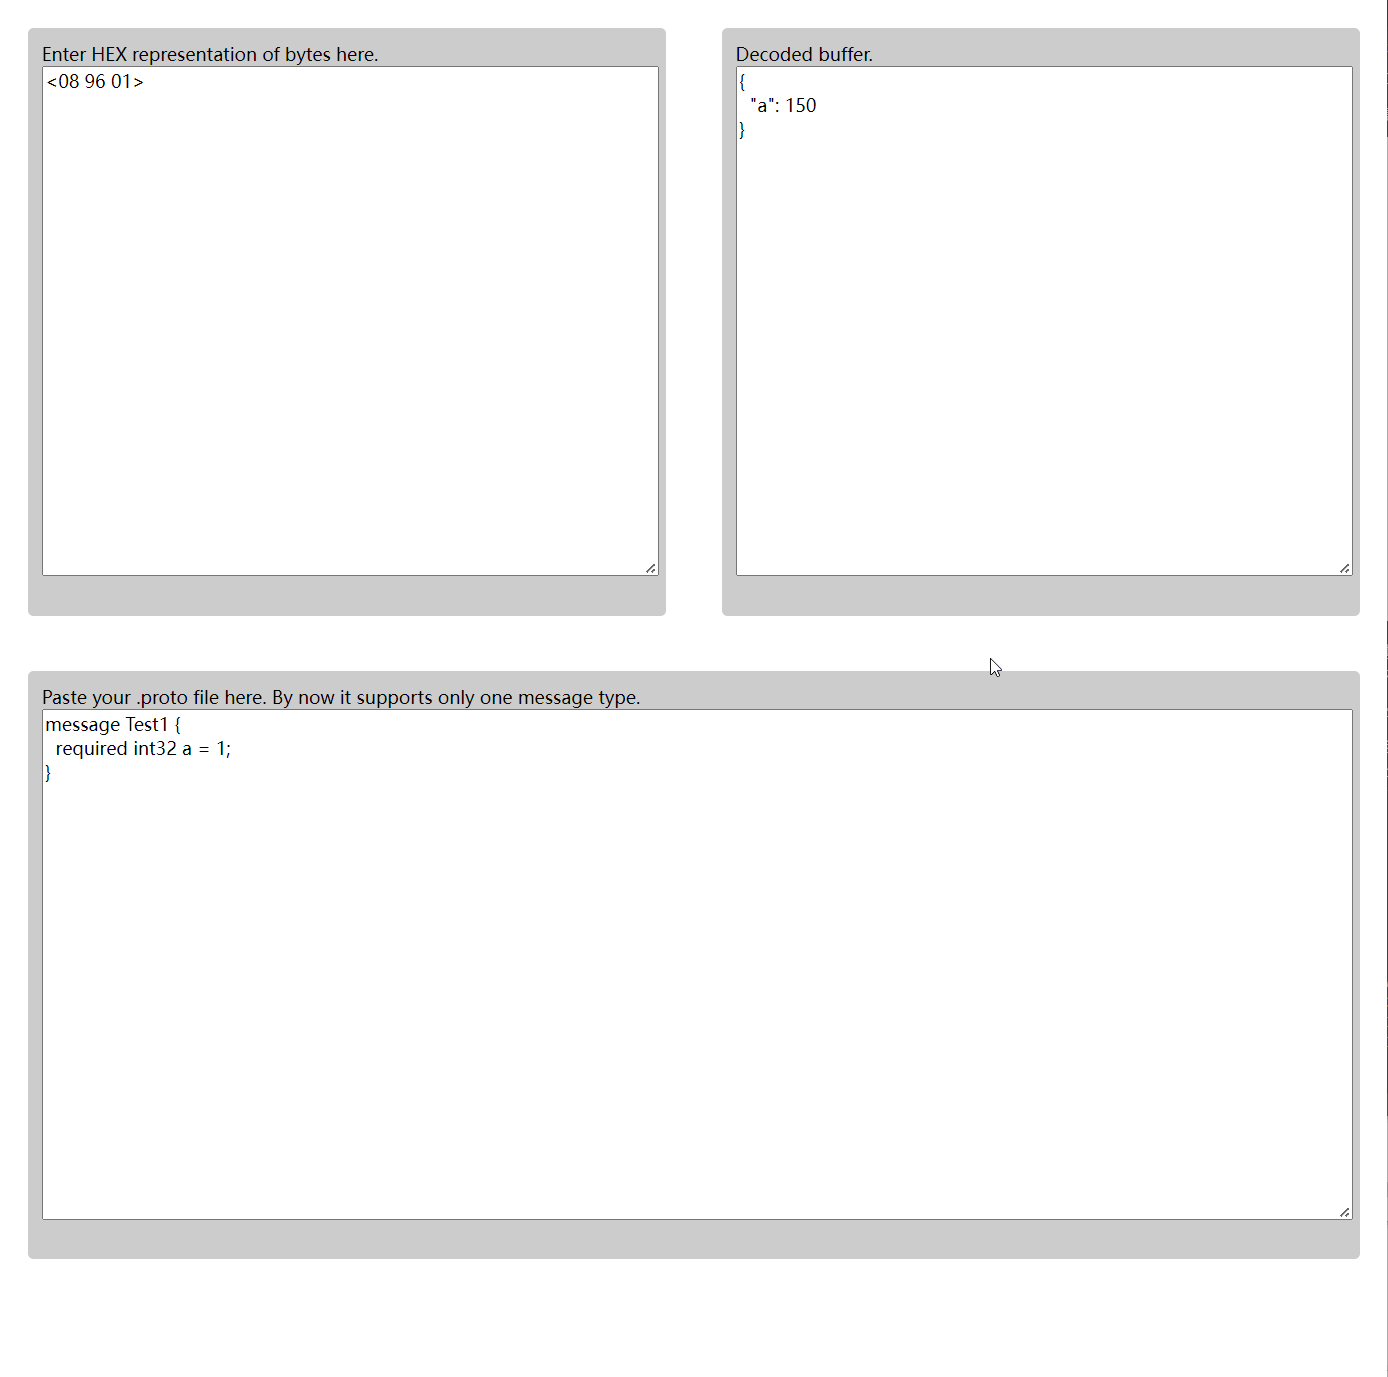 Enter HEX representation of bytes here.
<08 96 01>
Decoded buffer.
{
  "a": 150
}
Paste your .proto file here. By now it supports only one message type.
message Test1 {
  required int32 a = 1;
}